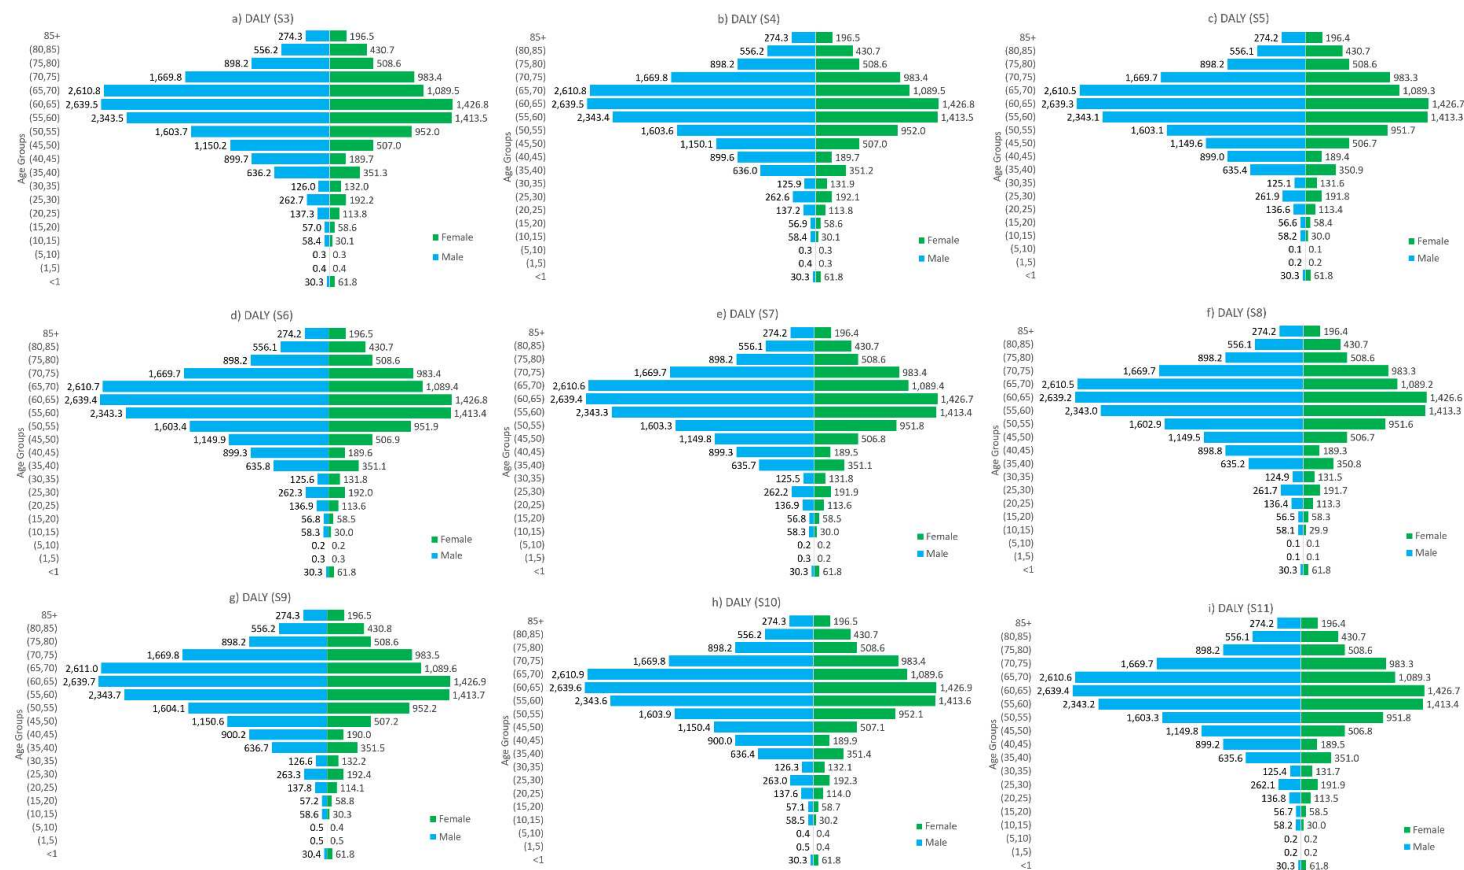 a) DALY (S3)
85+ 274.3 196.5
(80,85) 556.2 430.7
(75,80) 898.2 508.6
(70,75) 1,669.8 983.4
(65,70) 2,610.8 1,089.5
(60,65) 2,639.5 1,426.8
(55,60) 2,343.5 1,413.5
(50,55) 1,603.7 952.0
(45,50) 1,150.2 507.0
(40,45) 899.7 189.7
(35,40) 636.2 351.3
(30,35) 126.0 132.0
(25,30) 262.7 192.2
(20,25) 137.3 113.8
(15,20) 57.0 58.6
(10,15) 58.4 30.1
(5,10) 0.3 0.3
(1,5) 0.4 0.4
<1 30.3 61.8
Age Groups
Female
Male
b) DALY (S4)
85+ 274.3 196.5
(80,85) 556.2 430.7
(75,80) 898.2 508.6
(70,75) 1,669.8 983.4
(65,70) 2,610.8 1,089.5
(60,65) 2,639.5 1,426.8
(55,60) 2,343.4 1,413.5
(50,55) 1,603.6 952.0
(45,50) 1,150.1 507.0
(40,45) 899.6 189.7
(35,40) 636.0 351.2
(30,35) 125.9 131.9
(25,30) 262.6 192.1
(20,25) 137.2 113.8
(15,20) 56.9 58.6
(10,15) 58.4 30.1
(5,10) 0.3 0.3
(1,5) 0.4 0.3
<1 30.3 61.8
Age Groups
Female
Male
c) DALY (S5)
85+ 274.2 196.4
(80,85) 556.1 430.7
(75,80) 898.2 508.6
(70,75) 1,669.7 983.3
(65,70) 2,610.5 1,089.3
(60,65) 2,639.3 1,426.7
(55,60) 2,343.1 1,413.3
(50,55) 1,603.1 951.7
(45,50) 1,149.6 506.7
(40,45) 899.0 189.4
(35,40) 635.4 350.9
(30,35) 125.1 131.6
(25,30) 261.9 191.8
(20,25) 136.6 113.4
(15,20) 56.6 58.4
(10,15) 58.2 30.0
(5,10) 0.1 0.1
(1,5) 0.2 0.2
<1 30.3 61.8
Age Groups
Female
Male
d) DALY (S6)
85+ 274.2 196.5
(80,85) 556.1 430.7
(75,80) 898.2 508.6
(70,75) 1,669.7 983.4
(65,70) 2,610.7 1,089.4
(60,65) 2,639.4 1,426.8
(55,60) 2,343.3 1,413.4
(50,55) 1,603.4 951.9
(45,50) 1,149.9 506.9
(40,45) 899.3 189.6
(35,40) 635.8 351.1
(30,35) 125.6 131.8
(25,30) 262.3 192.0
(20,25) 136.9 113.6
(15,20) 56.8 58.5
(10,15) 58.3 30.0
(5,10) 0.2 0.2
(1,5) 0.3 0.3
<1 30.3 61.8
Age Groups
Female
Male
e) DALY (S7)
85+ 274.2 196.4
(80,85) 556.1 430.7
(75,80) 898.2 508.6
(70,75) 1,669.7 983.4
(65,70) 2,610.6 1,089.4
(60,65) 2,639.4 1,426.7
(55,60) 2,343.3 1,413.4
(50,55) 1,603.3 951.8
(45,50) 1,149.8 506.8
(40,45) 899.3 189.5
(35,40) 635.7 351.1
(30,35) 125.5 131.8
(25,30) 262.2 191.9
(20,25) 136.9 113.6
(15,20) 56.8 58.5
(10,15) 58.3 30.0
(5,10) 0.2 0.2
(1,5) 0.3 0.2
<1 30.3 61.8
Age Groups
Female
Male
f) DALY (S8)
85+ 274.2 196.4
(80,85) 556.1 430.7
(75,80) 898.2 508.6
(70,75) 1,669.7 983.3
(65,70) 2,610.5 1,089.2
(60,65) 2,639.2 1,426.6
(55,60) 2,343.0 1,413.3
(50,55) 1,602.9 951.6
(45,50) 1,149.5 506.7
(40,45) 898.8 189.3
(35,40) 635.2 350.8
(30,35) 124.9 131.5
(25,30) 261.7 191.7
(20,25) 136.4 113.3
(15,20) 56.5 58.3
(10,15) 58.1 29.9
(5,10) 0.1 0.1
(1,5) 0.1 0.1
<1 30.3 61.8
Age Groups
Female
Male
g) DALY (S9)
85+ 274.3 196.5
(80,85) 556.2 430.8
(75,80) 898.2 508.6
(70,75) 1,669.8 983.5
(65,70) 2,611.0 1,089.6
(60,65) 2,639.7 1,426.9
(55,60) 2,343.7 1,413.7
(50,55) 1,604.1 952.2
(45,50) 1,150.6 507.2
(40,45) 900.2 190.0
(35,40) 636.7 351.5
(30,35) 126.6 132.2
(25,30) 263.3 192.4
(20,25) 137.8 114.1
(15,20) 57.2 58.8
(10,15) 58.6 30.3
(5,10) 0.5 0.4
(1,5) 0.5 0.5
<1 30.4 61.8
Age Groups
Female
Male
h) DALY (S10)
85+ 274.3 196.5
(80,85) 556.2 430.7
(75,80) 898.2 508.6
(70,75) 1,669.8 983.4
(65,70) 2,610.9 1,089.6
(60,65) 2,639.6 1,426.9
(55,60) 2,343.6 1,413.6
(50,55) 1,603.9 952.1
(45,50) 1,150.4 507.1
(40,45) 900.0 189.9
(35,40) 636.4 351.4
(30,35) 126.3 132.1
(25,30) 263.0 192.3
(20,25) 137.6 114.0
(15,20) 57.1 58.7
(10,15) 58.5 30.2
(5,10) 0.4 0.4
(1,5) 0.5 0.4
<1 30.3 61.8
Age Groups
Female
Male
i) DALY (S11)
85+ 274.2 196.4
(80,85) 556.1 430.7
(75,80) 898.2 508.6
(70,75) 1,669.7 983.3
(65,70) 2,610.6 1,089.3
(60,65) 2,639.4 1,426.7
(55,60) 2,343.2 1,413.4
(50,55) 1,603.3 951.8
(45,50) 1,149.8 506.8
(40,45) 899.2 189.5
(35,40) 635.6 351.0
(30,35) 125.4 131.7
(25,30) 262.1 191.9
(20,25) 136.8 113.5
(15,20) 56.7 58.5
(10,15) 58.2 30.0
(5,10) 0.2 0.2
(1,5) 0.2 0.2
<1 30.3 61.8
Age Groups
Female
Male